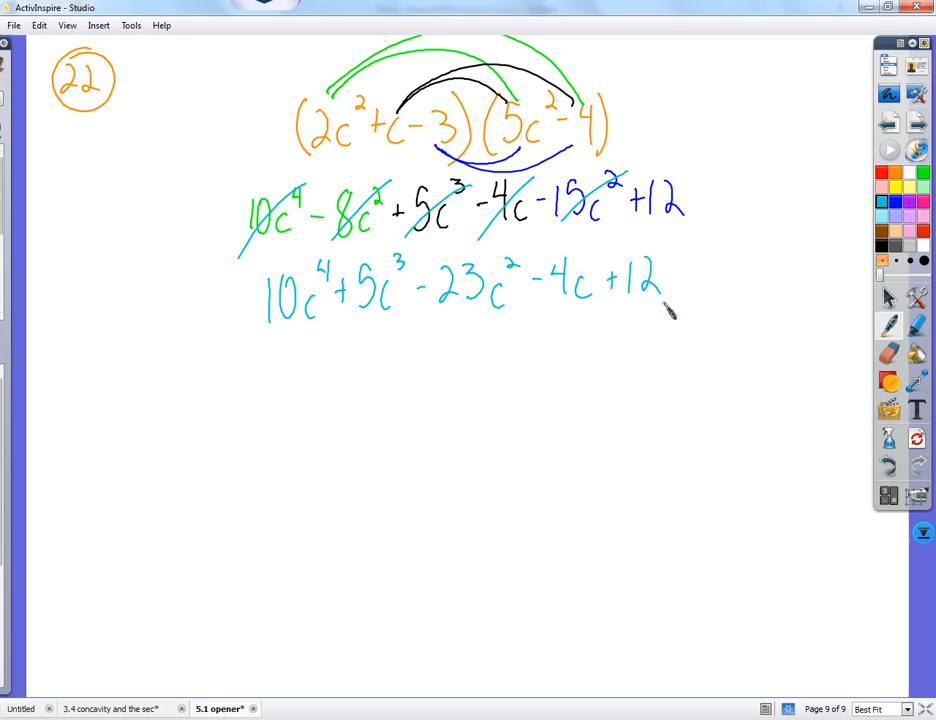 ActivInspire - Studio
File Edit View Insert Tools Help
22
(2c²+c-3)(5c²-4)
10c⁴ - 8c² + 5c³ - 4c - 15c² + 12
10c⁴ + 5c³ - 23c² - 4c + 12
Untitled 3.4 concavity and the sec* 5.1 opener* Page 9 of 9 Best Fit